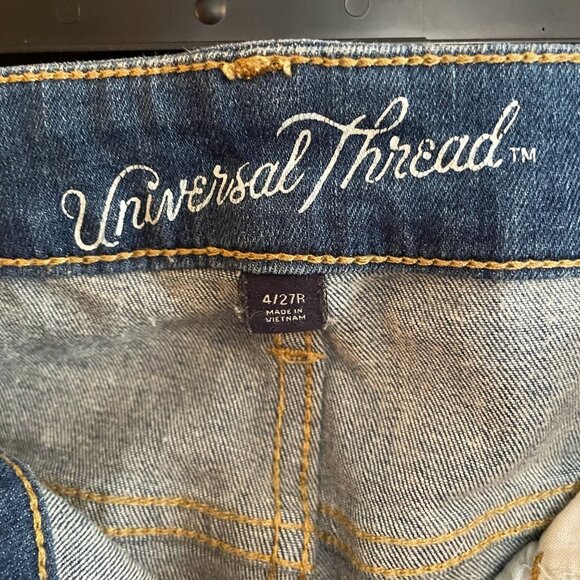 Universal Thread™
4/27R
MADE IN
VIETNAM